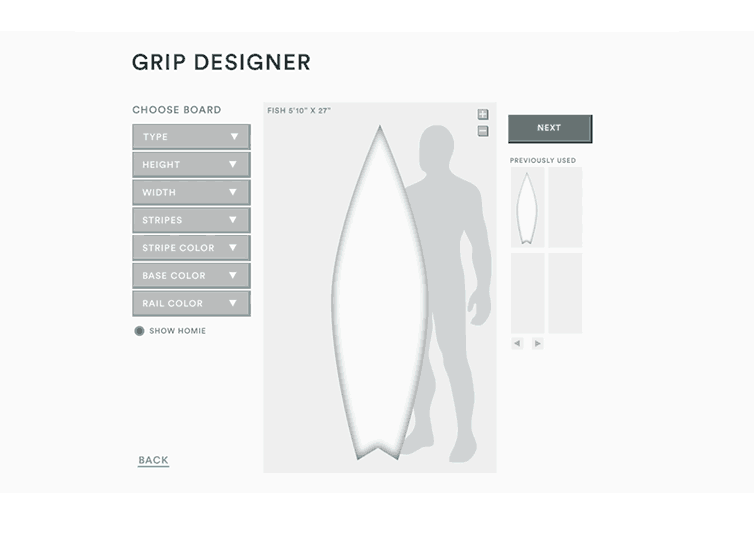 GRIP DESIGNER
CHOOSE BOARD
TYPE
HEIGHT
WIDTH
STRIPES
STRIPE COLOR
BASE COLOR
RAIL COLOR
SHOW HOMIE
BACK
FISH 5'10" X 27"
NEXT
PREVIOUSLY USED